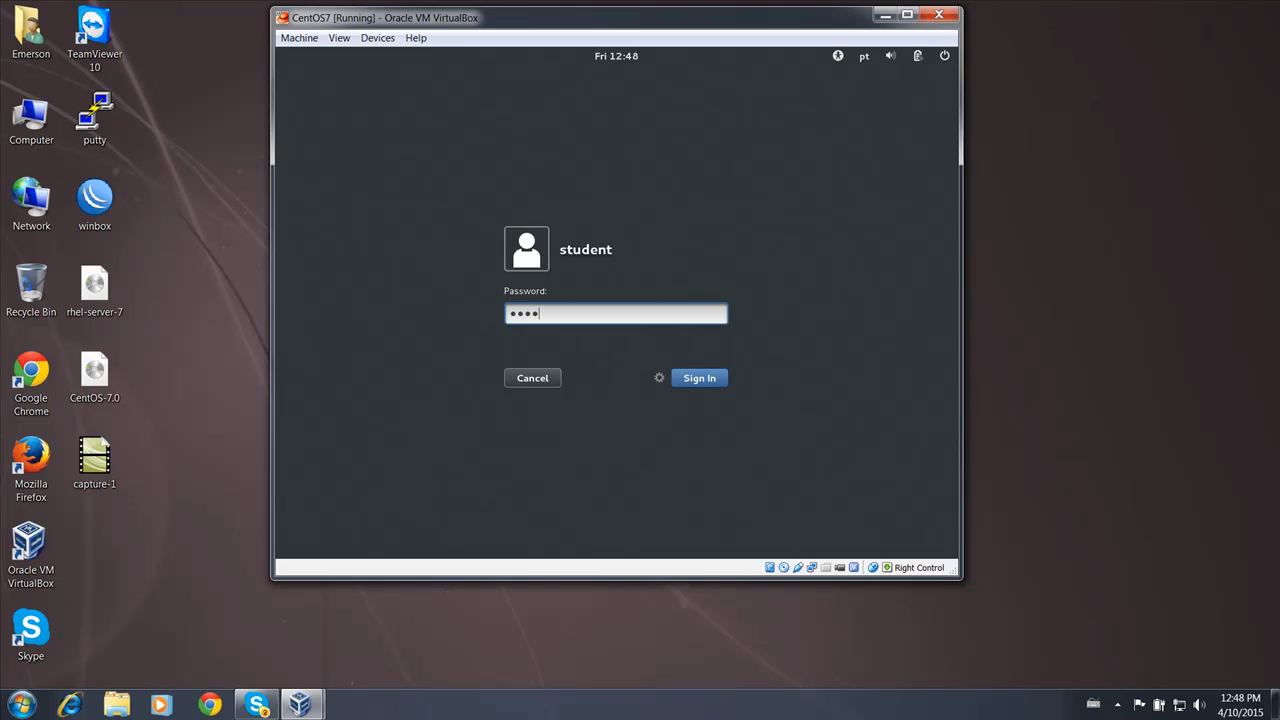 CentOS7 [Running] - Oracle VM VirtualBox
Machine View Devices Help
Fri 12:48
pt
student
Password:
Cancel
Sign In
Right Control
Emerson
TeamViewer
10
Computer
putty
Network
winbox
Recycle Bin
rhel-server-7
Google
Chrome
CentOS-7.0
Mozilla
Firefox
capture-1
Oracle VM
VirtualBox
Skype
2
12:48 PM
4/10/2015